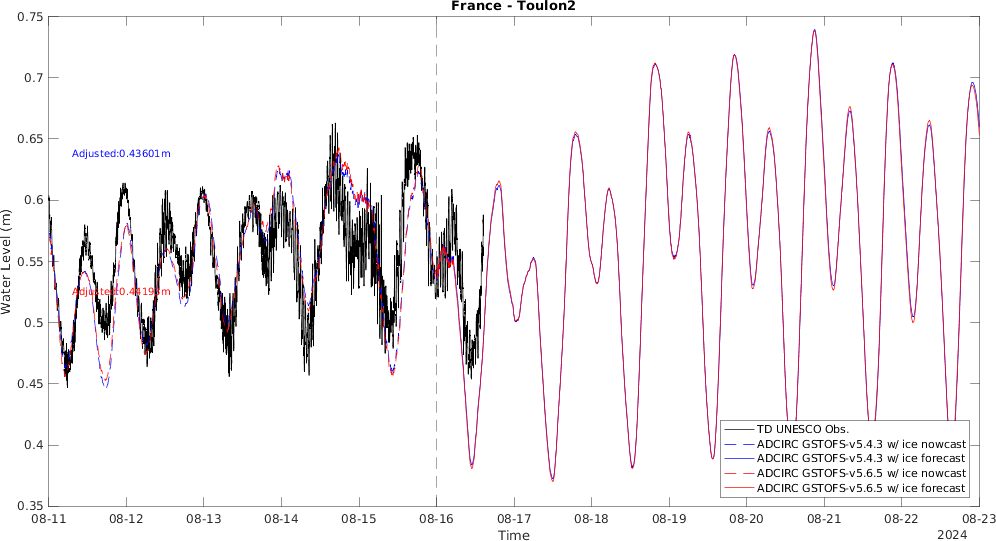 France - Toulon2
0.75
0.7
0.65
0.6
0.55
0.5
0.45
0.4
0.35
Water Level (m)
Adjusted:0.43601m
TD UNESCO Obs.
ADCIRC GSTOFS-v5.4.3 w/ ice nowcast
ADCIRC GSTOFS-v5.4.3 w/ ice forecast
ADCIRC GSTOFS-v5.6.5 w/ ice nowcast
ADCIRC GSTOFS-v5.6.5 w/ ice forecast
08-11 08-12 08-13 08-14 08-15 08-16 08-17 08-18 08-19 08-20 08-21 08-22 08-23
Time
2024